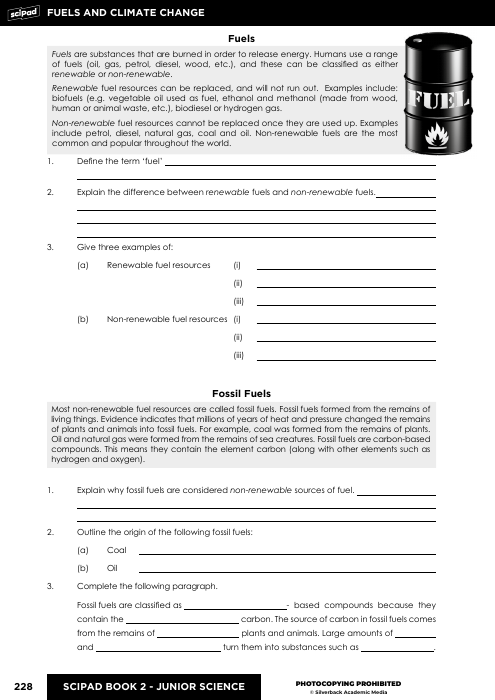 scipad FUELS AND CLIMATE CHANGE
Fuels
Fuels are substances that are burned in order to release energy. Humans use a range
of fuels (oil, gas, petrol, diesel, wood, etc.), and these can be classified as either
renewable or non-renewable.
Renewable fuel resources can be replaced, and will not run out. Examples include:
biofuels (e.g. vegetable oil used as fuel, ethanol and methanol (made from wood,
human or animal waste, etc.), biodiesel or hydrogen gas.
Non-renewable fuel resources cannot be replaced once they are used up. Examples
include petrol, diesel, natural gas, coal and oil. Non-renewable fuels are the most
common and popular throughout the world.
FUEL
1. Define the term ‘fuel’
2. Explain the difference between renewable fuels and non-renewable fuels.
3. Give three examples of:
(a) Renewable fuel resources (i)
(ii)
(iii)
(b) Non-renewable fuel resources (i)
(ii)
(iii)
Fossil Fuels
Most non-renewable fuel resources are called fossil fuels. Fossil fuels formed from the remains of
living things. Evidence indicates that millions of years of heat and pressure changed the remains
of plants and animals into fossil fuels. For example, coal was formed from the remains of plants.
Oil and natural gas were formed from the remains of sea creatures. Fossil fuels are carbon-based
compounds. This means they contain the element carbon (along with other elements such as
hydrogen and oxygen).
1. Explain why fossil fuels are considered non-renewable sources of fuel.
2. Outline the origin of the following fossil fuels:
(a) Coal
(b) Oil
3. Complete the following paragraph.
Fossil fuels are classified as - based compounds because they
contain the carbon. The source of carbon in fossil fuels comes
from the remains of plants and animals. Large amounts of
and turn them into substances such as .
228 SCIPAD BOOK 2 - JUNIOR SCIENCE PHOTOCOPYING PROHIBITED
© Silverback Academic Media